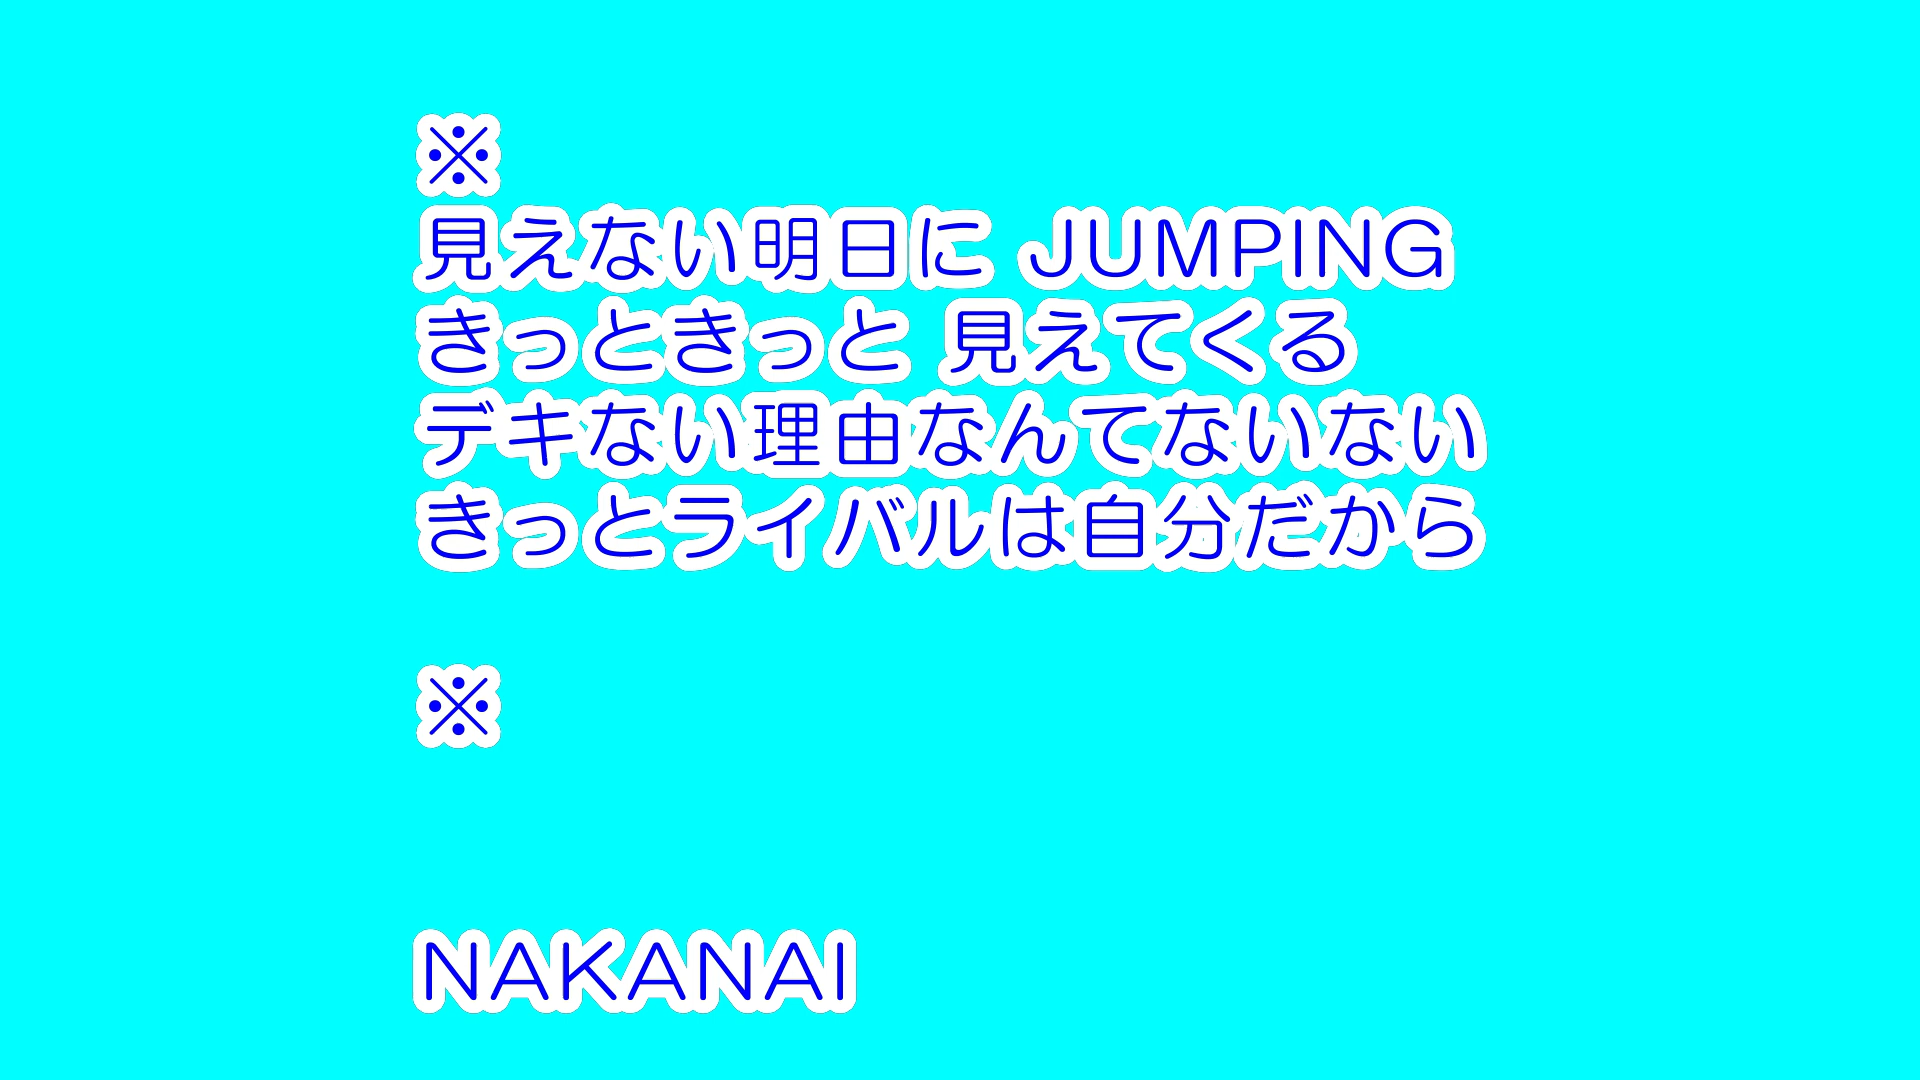 ※
見えない明日に JUMPING
きっときっと 見えてくる
デキない理由なんてないない
きっとライバルは自分だから
※
NAKANAI